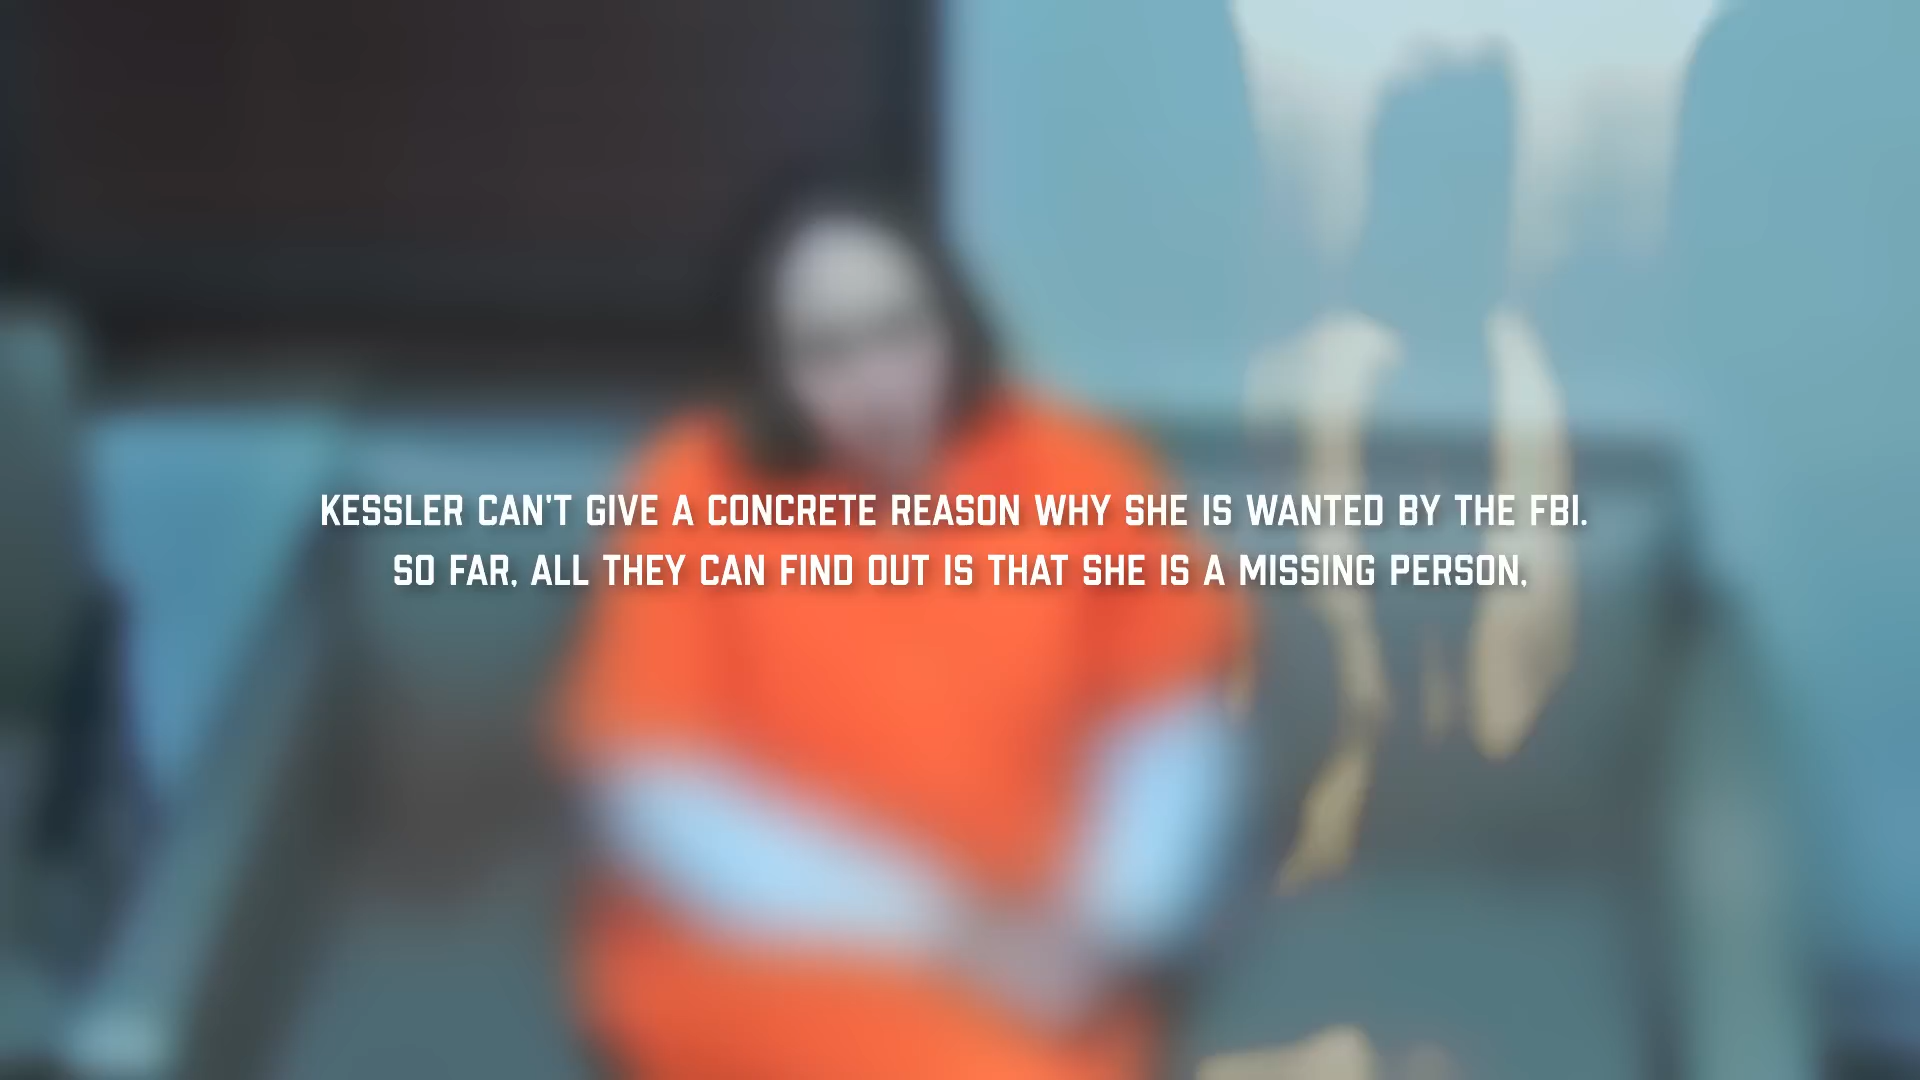 KESSLER CAN'T GIVE A CONCRETE REASON WHY SHE IS WANTED BY THE FBI.
SO FAR, ALL THEY CAN FIND OUT IS THAT SHE IS A MISSING PERSON,